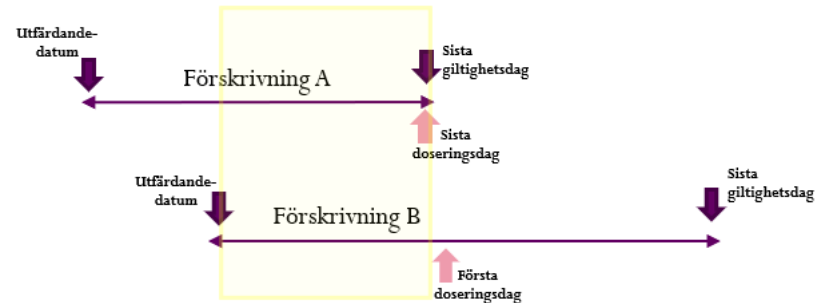 Utfärdande-
datum
Sista
giltighetsdag
Förskrivning A
Sista
doseringsdag
Utfärdande-
datum
Sista
giltighetsdag
Förskrivning B
Första
doseringsdag